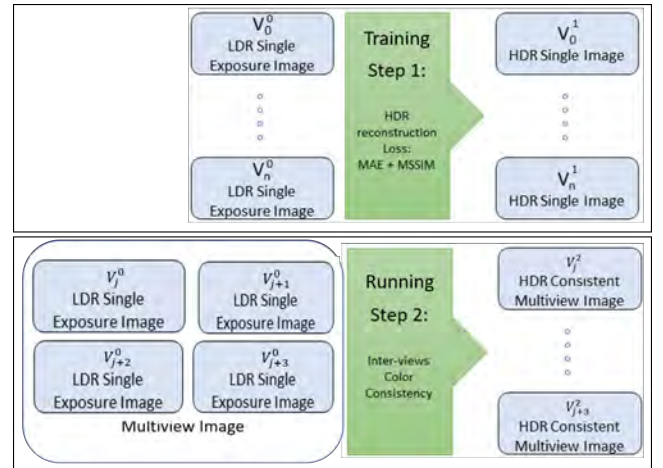 V₀⁰
LDR Single
Exposure Image
Vₙ⁰
LDR Single
Exposure Image
Training
Step 1:
HDR
reconstruction
Loss:
MAE + MSSIM
V₀¹
HDR Single Image
Vₙ¹
HDR Single Image
Vⱼ⁰
LDR Single
Exposure Image
Vⱼ₊₁⁰
LDR Single
Exposure Image
Vⱼ₊₂⁰
LDR Single
Exposure Image
Vⱼ₊₃⁰
LDR Single
Exposure Image
Multiview Image
Running
Step 2:
Inter-views
Color
Consistency
Vⱼ²
HDR Consistent
Multiview Image
Vⱼ₊₃²
HDR Consistent
Multiview Image